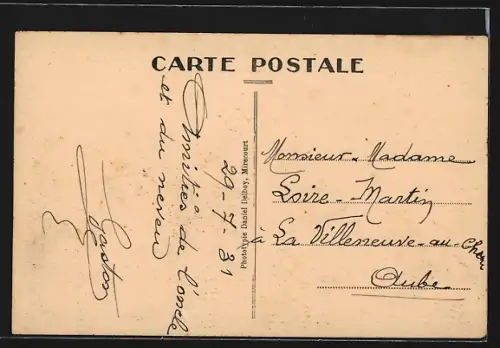 CARTE POSTALE
29-7-31
Amitiés de l'oncle
et du neveu
Gaston
Phototypie Daniel Delboy, Mirecourt
Monsieur-Madame
Loire-Martin
à La Villeneuve-au-Chêne
Aube